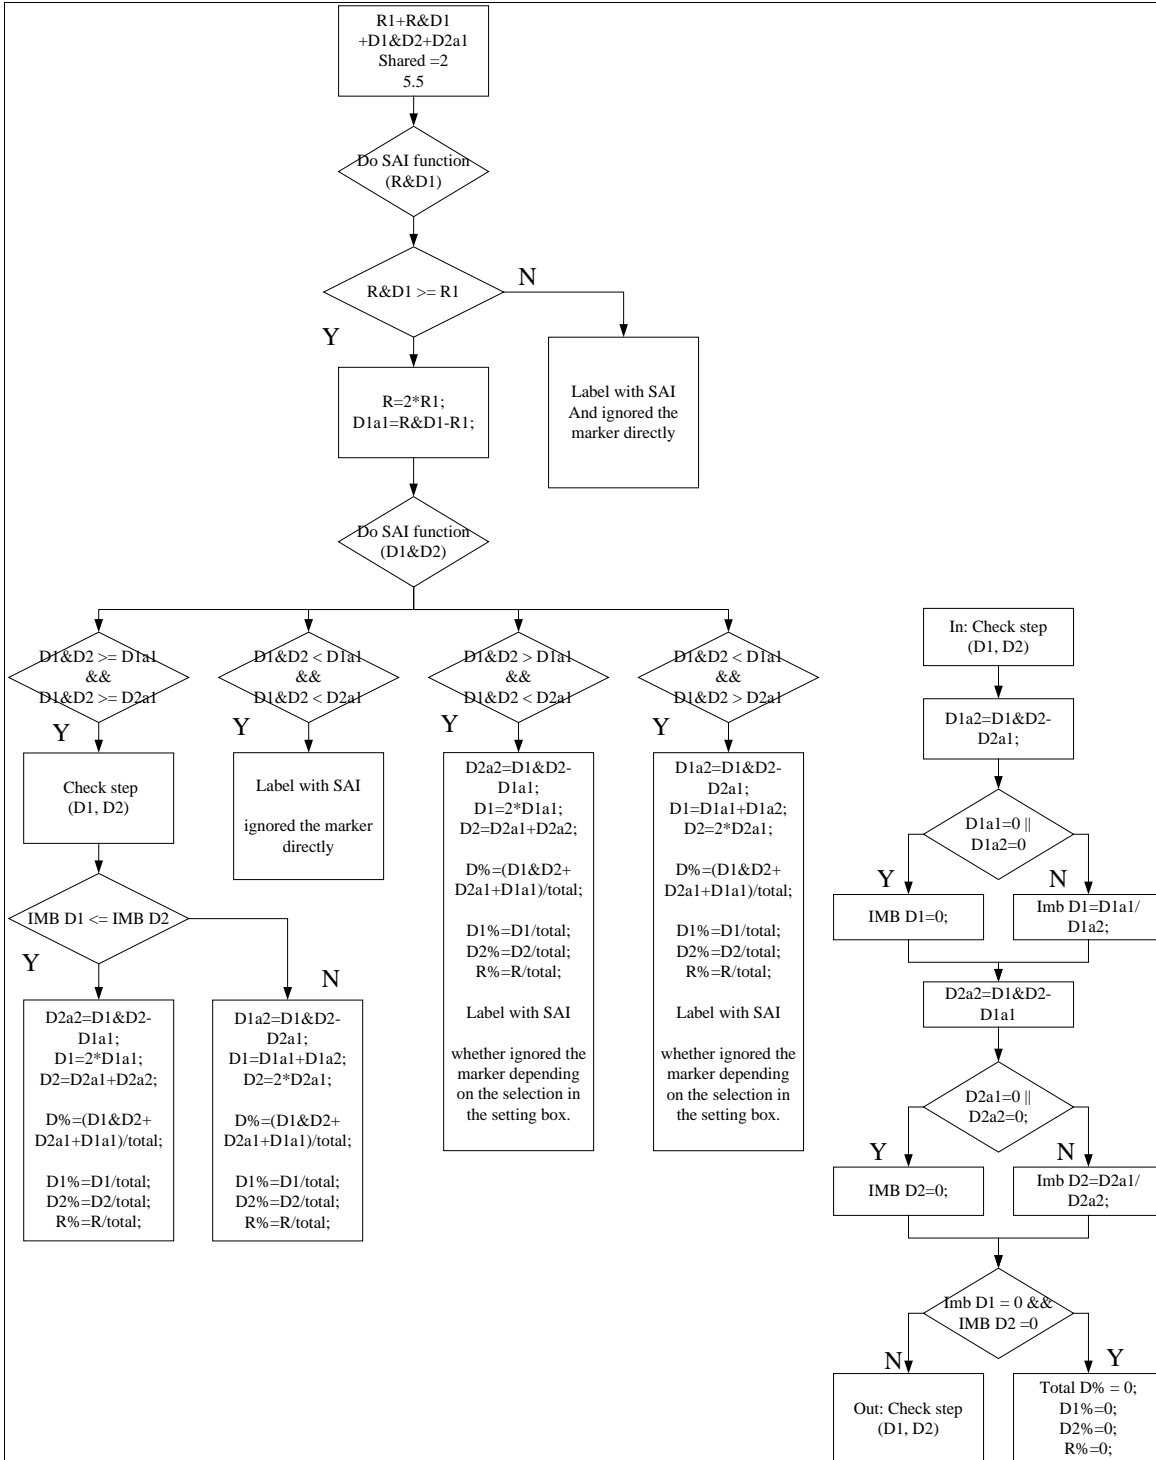 R1+R&D1
+D1&D2+D2a1
Shared =2
5.5
Do SAI function
(R&D1)
R&D1 >= R1
N
Y
R=2*R1;
D1a1=R&D1-R1;
Label with SAI
And ignored the
marker directly
Do SAI function
(D1&D2)
D1&D2 >= D1a1
&&
D1&D2 >= D2a1
Y
D1&D2 < D1a1
&&
D1&D2 < D2a1
Y
D1&D2 > D1a1
&&
D1&D2 < D2a1
Y
D1&D2 < D1a1
&&
D1&D2 > D2a1
Y
Check step
(D1, D2)
Label with SAI
ignored the marker
directly
D2a2=D1&D2-
D1a1;
D1=2*D1a1;
D2=D2a1+D2a2;
D%=(D1&D2+
D2a1+D1a1)/total;
D1%=D1/total;
D2%=D2/total;
R%=R/total;
Label with SAI
whether ignored the
marker depending
on the selection in
the setting box.
D1a2=D1&D2-
D2a1;
D1=D1a1+D1a2;
D2=2*D2a1;
D%=(D1&D2+
D2a1+D1a1)/total;
D1%=D1/total;
D2%=D2/total;
R%=R/total;
Label with SAI
whether ignored the
marker depending
on the selection in
the setting box.
IMB D1 <= IMB D2
Y
N
D2a2=D1&D2-
D1a1;
D1=2*D1a1;
D2=D2a1+D2a2;
D%=(D1&D2+
D2a1+D1a1)/total;
D1%=D1/total;
D2%=D2/total;
R%=R/total;
D1a2=D1&D2-
D2a1;
D1=D1a1+D1a2;
D2=2*D2a1;
D%=(D1&D2+
D2a1+D1a1)/total;
D1%=D1/total;
D2%=D2/total;
R%=R/total;
In: Check step
(D1, D2)
D1a2=D1&D2-
D2a1;
D1a1=0 ||
D1a2=0
Y
N
IMB D1=0;
Imb D1=D1a1/
D1a2;
D2a2=D1&D2-
D1a1
D2a1=0 ||
D2a2=0;
Y
N
IMB D2=0;
Imb D2=D2a1/
D2a2;
Imb D1 = 0 &&
IMB D2 =0
N
Y
Out: Check step
(D1, D2)
Total D% = 0;
D1%=0;
D2%=0;
R%=0;